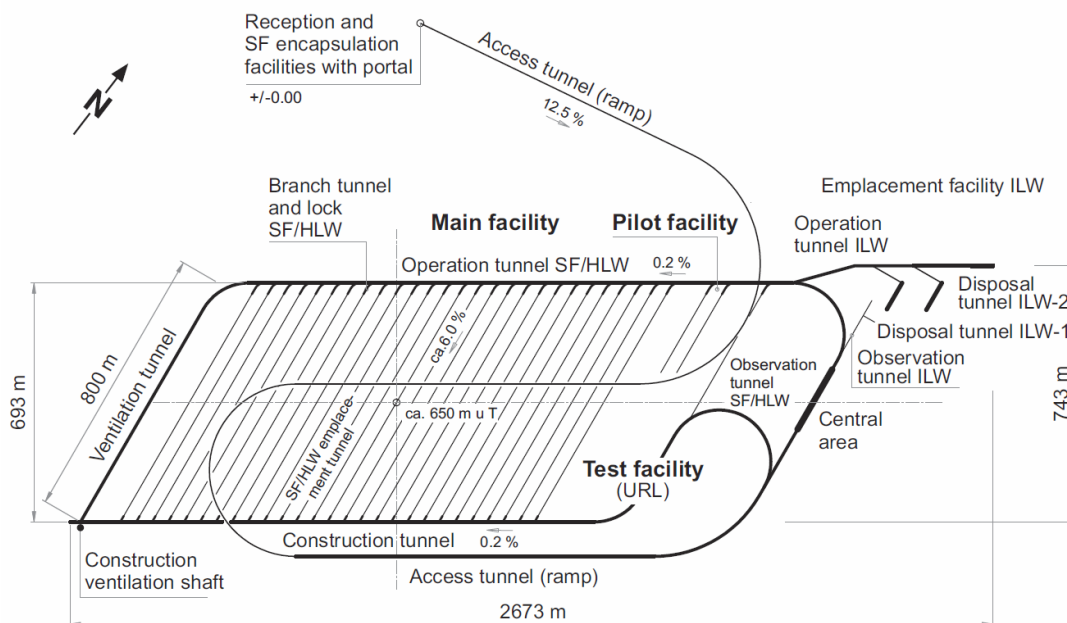 Reception and
SF encapsulation
facilities with portal
+/-0.00
Access tunnel (ramp)
12.5 %
N
Branch tunnel
and lock
SF/HLW
Main facility
Pilot facility
Emplacement facility ILW
Operation
tunnel ILW
Operation tunnel SF/HLW
0.2 %
Disposal
tunnel ILW-2
Disposal tunnel ILW-1
Observation
tunnel ILW
ca.6.0 %
800 m
Ventilation tunnel
693 m
743 m
Observation
tunnel
SF/HLW
ca. 650 m u T
Central
area
SF/HLW emplace-
ment tunnel
Test facility
(URL)
Construction tunnel
0.2 %
Construction
ventilation shaft
Access tunnel (ramp)
2673 m